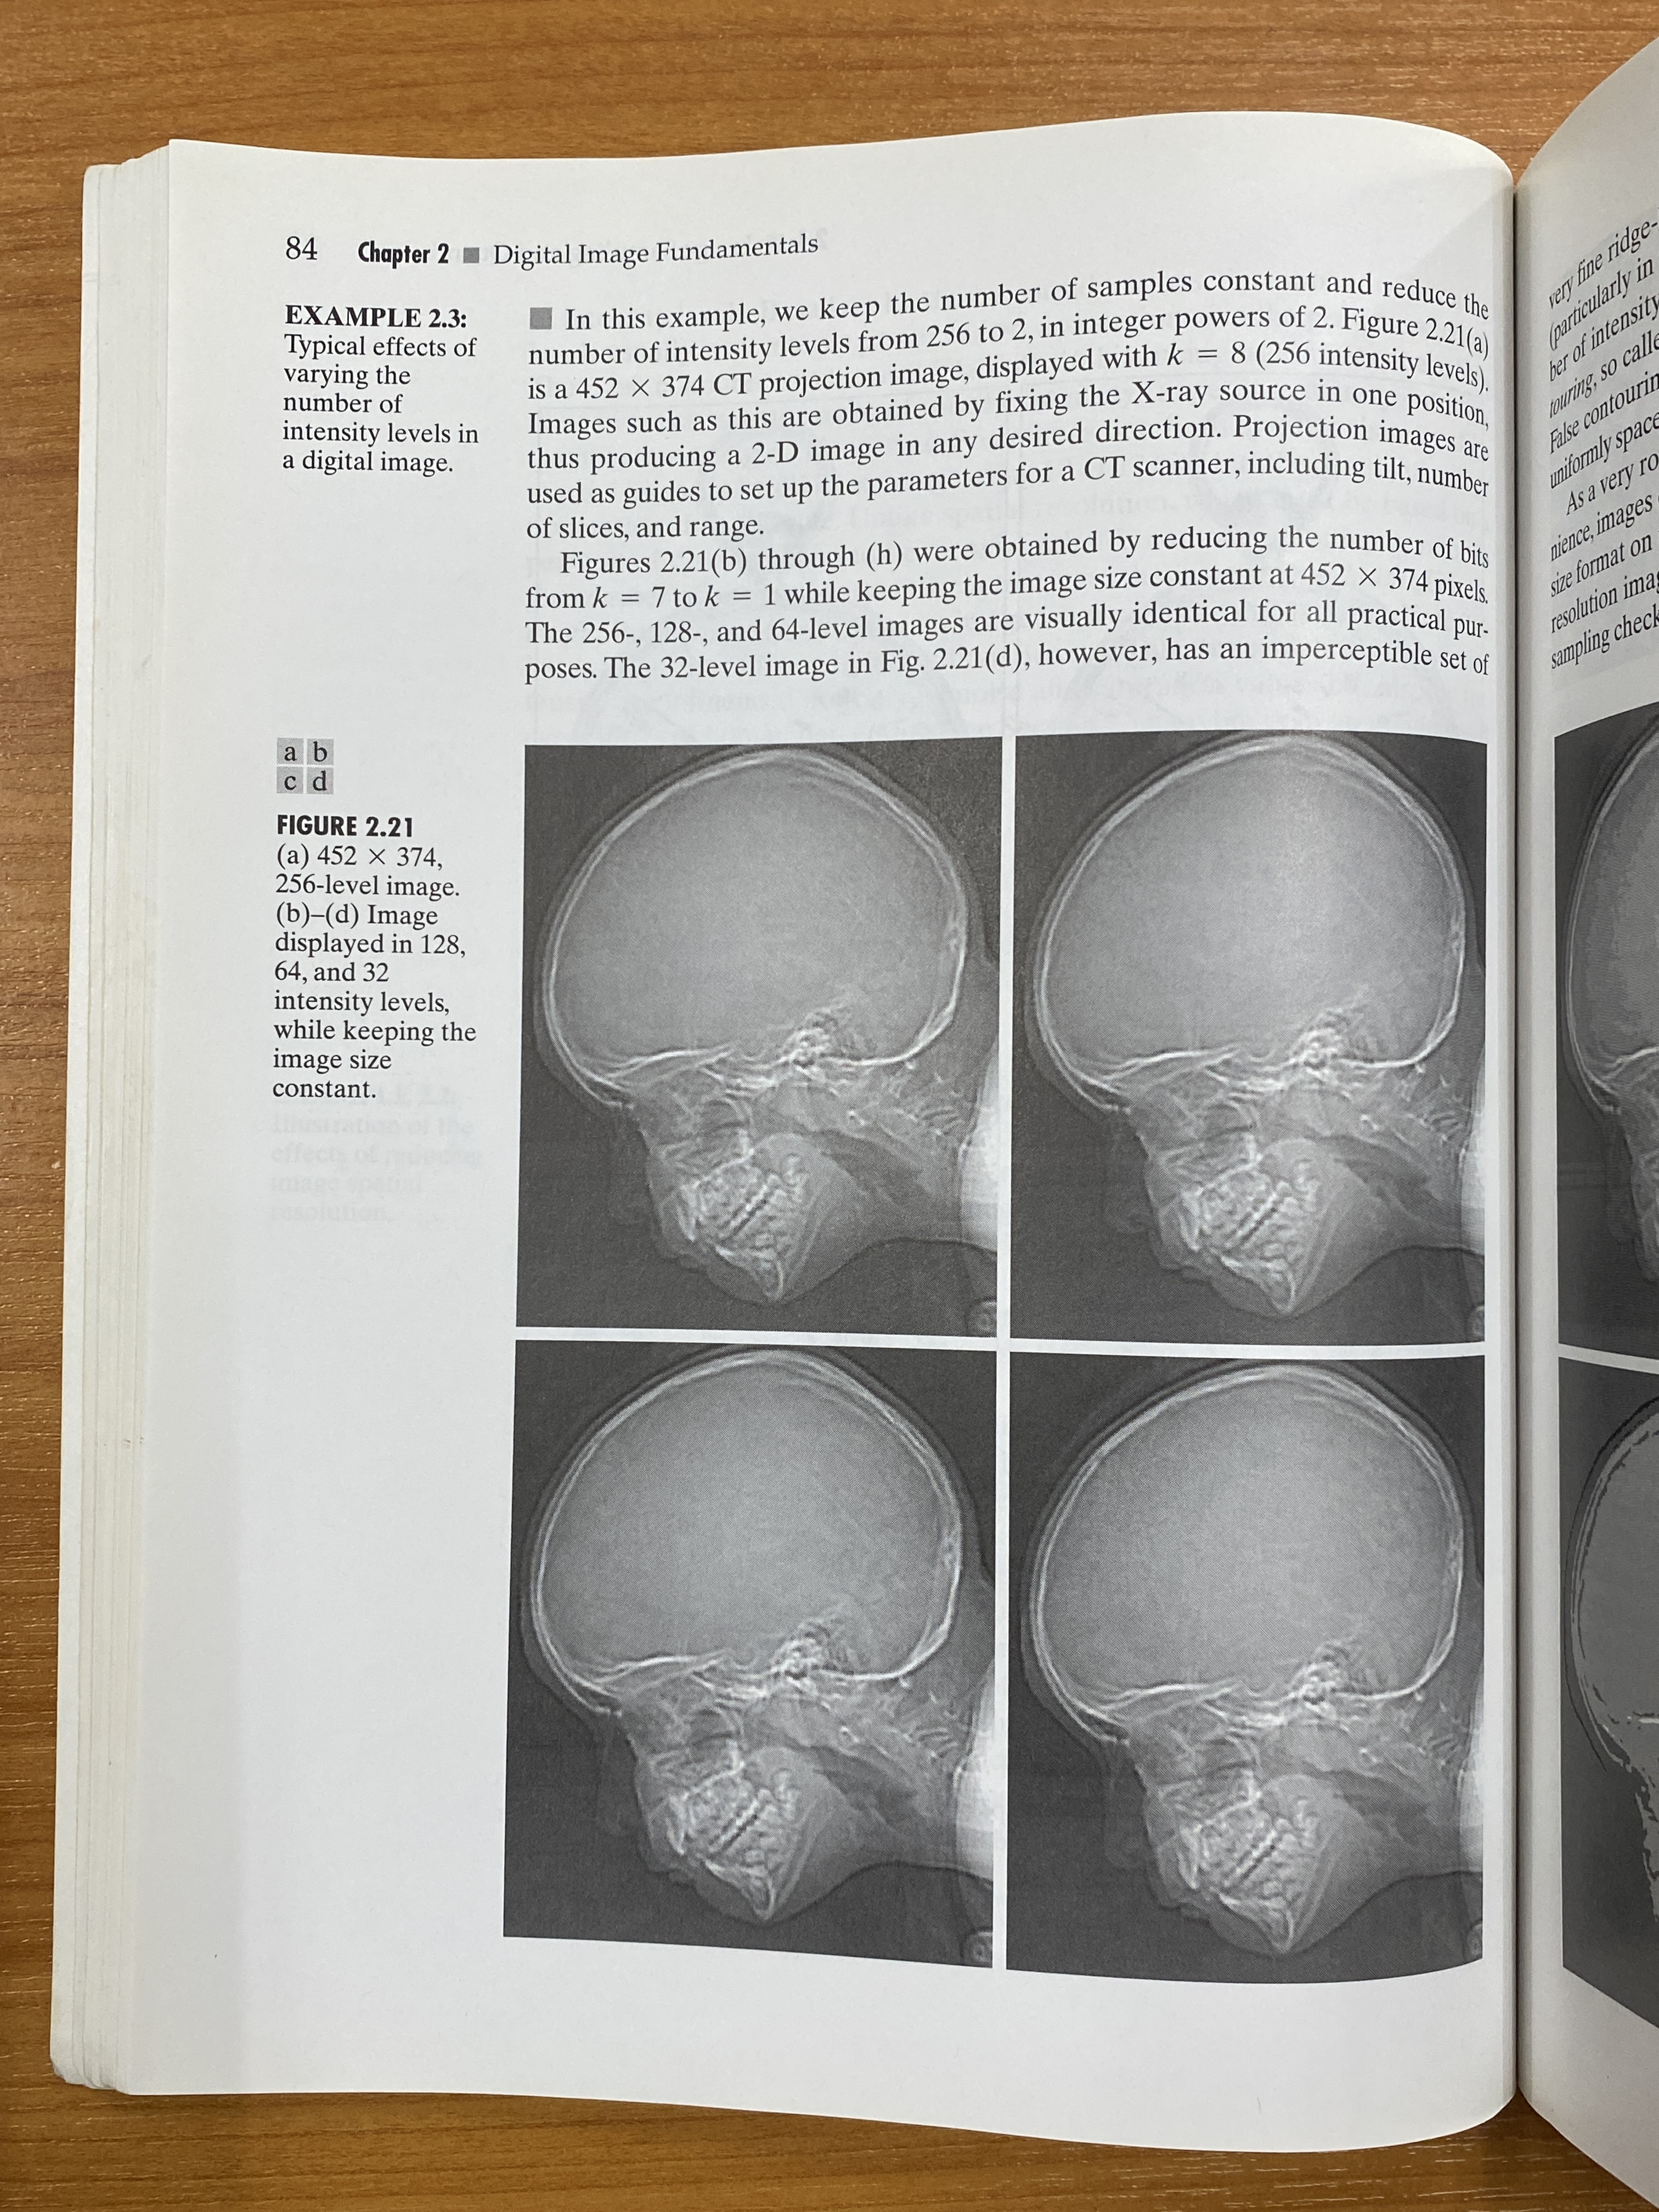 84 Chapter 2 ■ Digital Image Fundamentals
EXAMPLE 2.3:
Typical effects of
varying the
number of
intensity levels in
a digital image.
■ In this example, we keep the number of samples constant and reduce the
number of intensity levels from 256 to 2, in integer powers of 2. Figure 2.21(a)
is a 452 × 374 CT projection image, displayed with k = 8 (256 intensity levels).
Images such as this are obtained by fixing the X-ray source in one position,
thus producing a 2-D image in any desired direction. Projection images are
used as guides to set up the parameters for a CT scanner, including tilt, number
of slices, and range.
Figures 2.21(b) through (h) were obtained by reducing the number of bits
from k = 7 to k = 1 while keeping the image size constant at 452 × 374 pixels.
The 256-, 128-, and 64-level images are visually identical for all practical pur-
poses. The 32-level image in Fig. 2.21(d), however, has an imperceptible set of
a b
c d
FIGURE 2.21
(a) 452 × 374,
256-level image.
(b)–(d) Image
displayed in 128,
64, and 32
intensity levels,
while keeping the
image size
constant.
very fine ridge-
(particularly in
ber of intensity
touring, so calle
False contourin
uniformly space
As a very ro
nience, images
size format on
resolution imag
sampling check